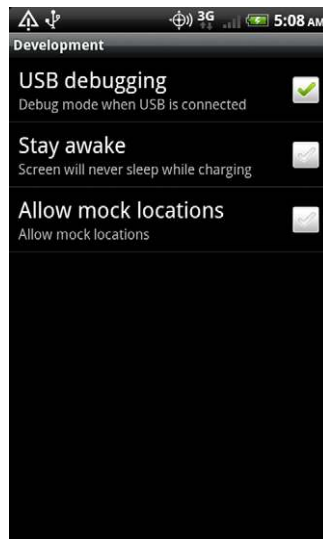 3G 5:08 AM
Development
USB debugging
Debug mode when USB is connected
Stay awake
Screen will never sleep while charging
Allow mock locations
Allow mock locations